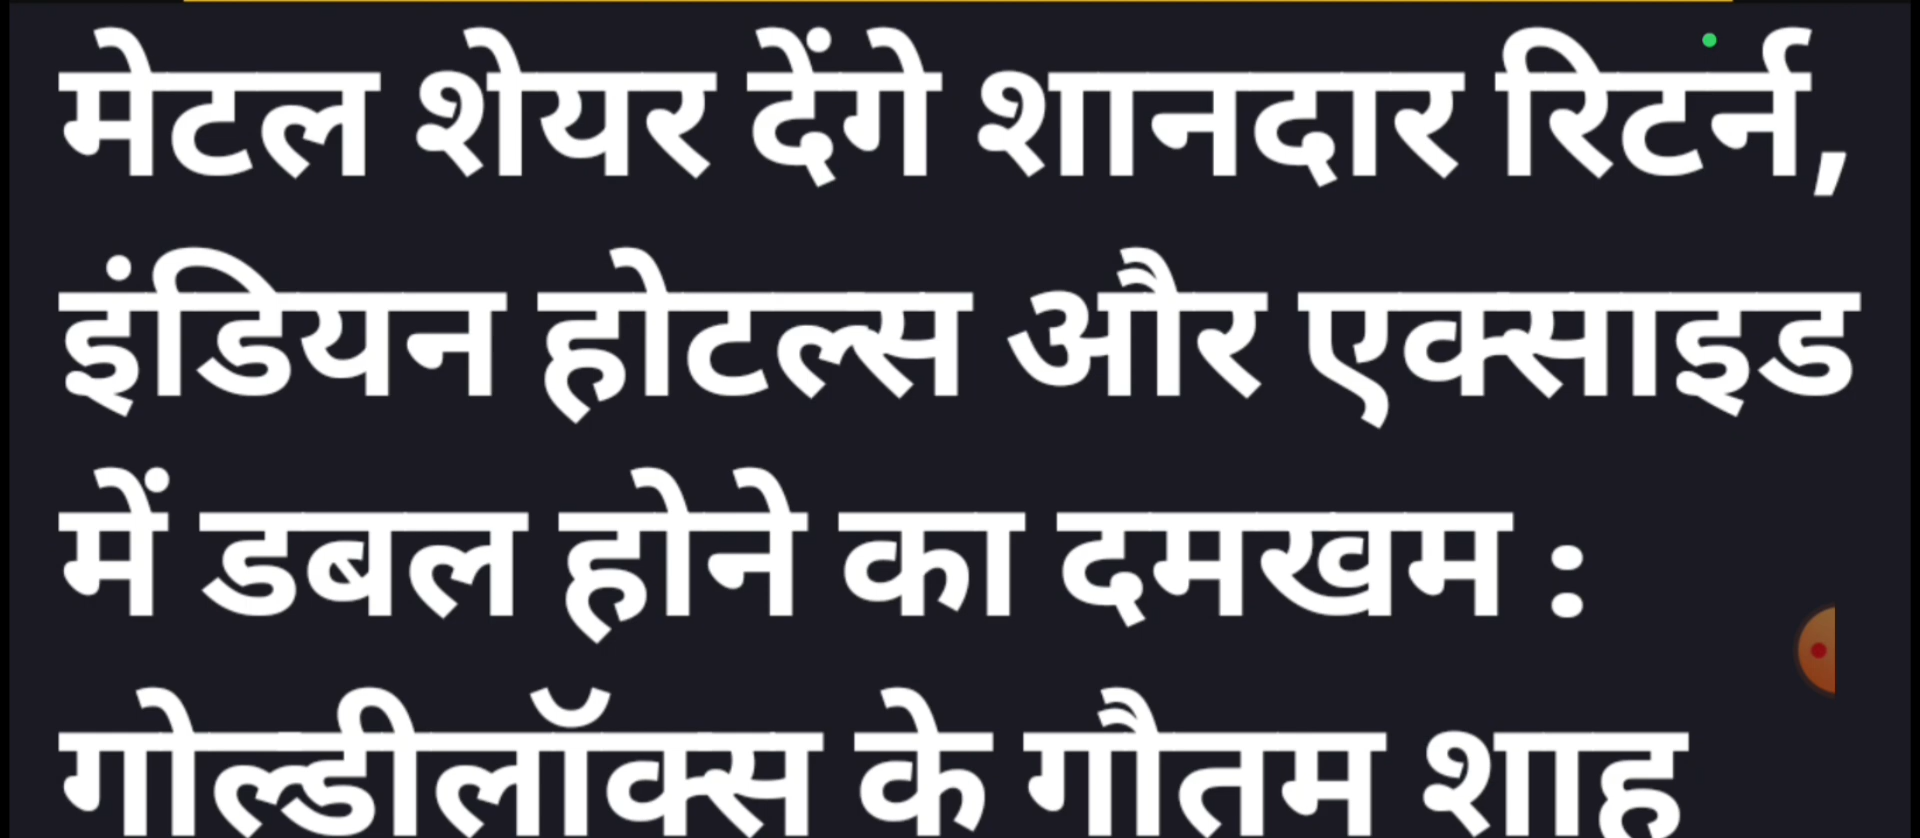 मेटल शेयर देंगे शानदार रिटर्न,
इंडियन होटल्स और एक्साइड
में डबल होने का दमखम :
गोल्डीलॉक्स के गौतम शाह